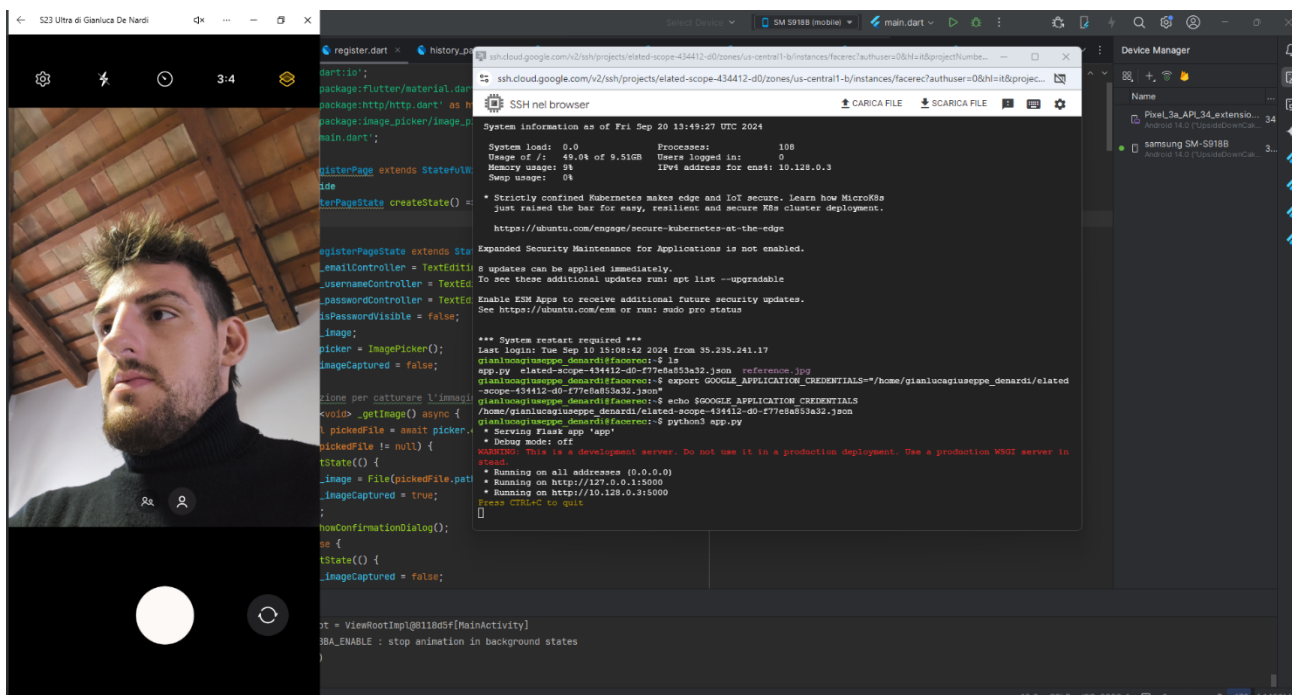 S23 Ultra di Gianluca De Nardi
3:4
Select Device
SM S918B (mobile)
main.dart
register.dart
dart:io';
package:flutter/material.dar
package:http/http.dart' as h
package:image_picker/image_p
main.dart';
egisterPage extends StatefulW
ide
terPageState createState() =
egisterPageState extends Sta
_emailController = TextEditi
_usernameController = TextEd
_passwordController = TextEd
isPasswordVisible = false;
_image;
picker = ImagePicker();
imageCaptured = false;
zione per catturare l'immagi
<void> _getImage() async {
l pickedFile = await picker.
pickedFile != null) {
tState(() {
_image = File(pickedFile.pat
_imageCaptured = true;
;
howConfirmationDialog();
se {
tState(() {
_imageCaptured = false;
ssh.cloud.google.com/v2/ssh/projects/elated-scope-434412-d0/zones/us-central1-b/instances/facerec?authuser=0&hl=it&projectNumbe...
ssh.cloud.google.com/v2/ssh/projects/elated-scope-434412-d0/zones/us-central1-b/instances/facerec?authuser=0&hl=it&projec...
SSH nel browser
CARICA FILE
SCARICA FILE
System information as of Fri Sep 20 13:49:27 UTC 2024
System load: 0.0 Processes: 108
Usage of /: 49.0% of 9.51GB Users logged in: 0
Memory usage: 9% IPv4 address for ens4: 10.128.0.3
Swap usage: 0%
* Strictly confined Kubernetes makes edge and IoT secure. Learn how MicroK8s
just raised the bar for easy, resilient and secure K8s cluster deployment.
https://ubuntu.com/engage/secure-kubernetes-at-the-edge
Expanded Security Maintenance for Applications is not enabled.
8 updates can be applied immediately.
To see these additional updates run: apt list --upgradable
Enable ESM Apps to receive additional future security updates.
See https://ubuntu.com/esm or run: sudo pro status
*** System restart required ***
Last login: Tue Sep 10 15:08:42 2024 from 35.235.241.17
gianlucagiuseppe_denardi@facerec:~$ ls
app.py elated-scope-434412-d0-f77e8a853a32.json reference.jpg
gianlucagiuseppe_denardi@facerec:~$ export GOOGLE_APPLICATION_CREDENTIALS="/home/gianlucagiuseppe_denardi/elated
-scope-434412-d0-f77e8a853a32.json"
gianlucagiuseppe_denardi@facerec:~$ echo $GOOGLE_APPLICATION_CREDENTIALS
/home/gianlucagiuseppe_denardi/elated-scope-434412-d0-f77e8a853a32.json
gianlucagiuseppe_denardi@facerec:~$ python3 app.py
* Serving Flask app 'app'
* Debug mode: off
WARNING: This is a development server. Do not use it in a production deployment. Use a production WSGI server in
stead.
* Running on all addresses (0.0.0.0)
* Running on http://127.0.0.1:5000
* Running on http://10.128.0.3:5000
Press CTRL+C to quit
Device Manager
Name
Pixel_3a_API_34_extensio... 34
Android 14.0 ("UpsideDownCak...
samsung SM-S918B 3...
Android 14.0 ("UpsideDownCak...
ot = ViewRootImpl@8118d5f[MainActivity]
BBA_ENABLE : stop animation in background states
)